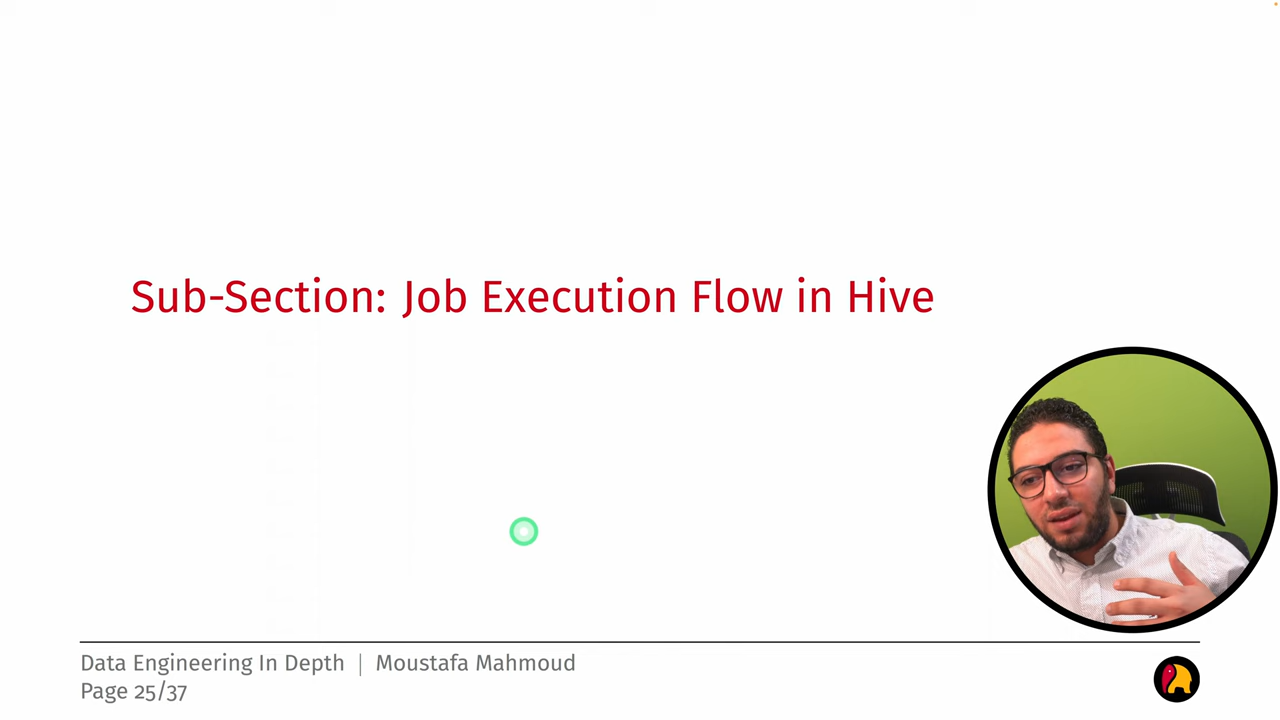 Sub-Section: Job Execution Flow in Hive
Data Engineering In Depth | Moustafa Mahmoud
Page 25/37